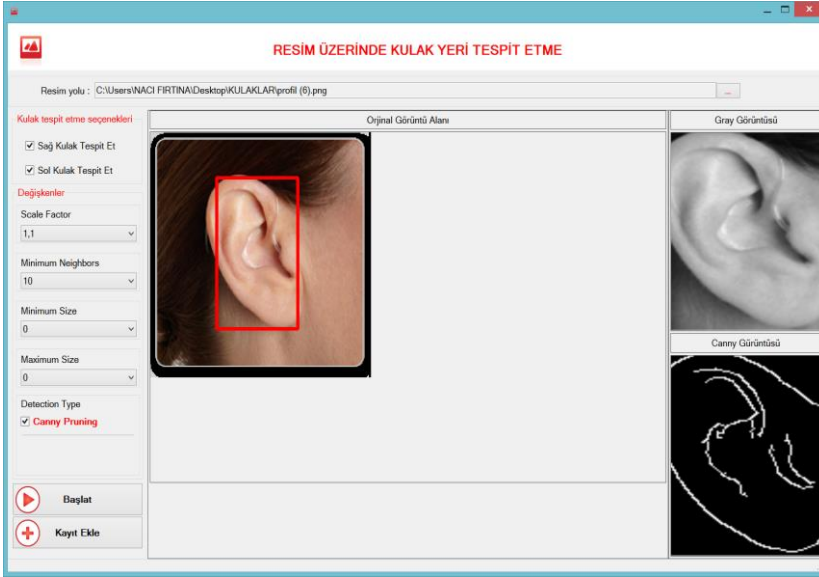 RESİM ÜZERİNDE KULAK YERİ TESPİT ETME
Resim yolu : C:\Users\NACI FIRTINA\Desktop\KULAKLAR\profil (6).png
...
Kulak tespit etme seçenekleri
Sağ Kulak Tespit Et
Sol Kulak Tespit Et
Değişkenler
Scale Factor
1,1
Minimum Neighbors
10
Minimum Size
0
Maximum Size
0
Detection Type
Canny Pruning
Başlat
Kayıt Ekle
Orjinal Görüntü Alanı
Gray Görüntüsü
Canny Gürüntüsü